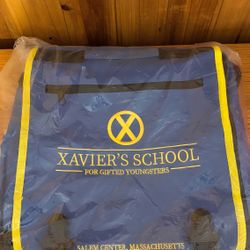 X
XAVIER'S SCHOOL
FOR GIFTED YOUNGSTERS
SALEM CENTER, MASSACHUSETTS